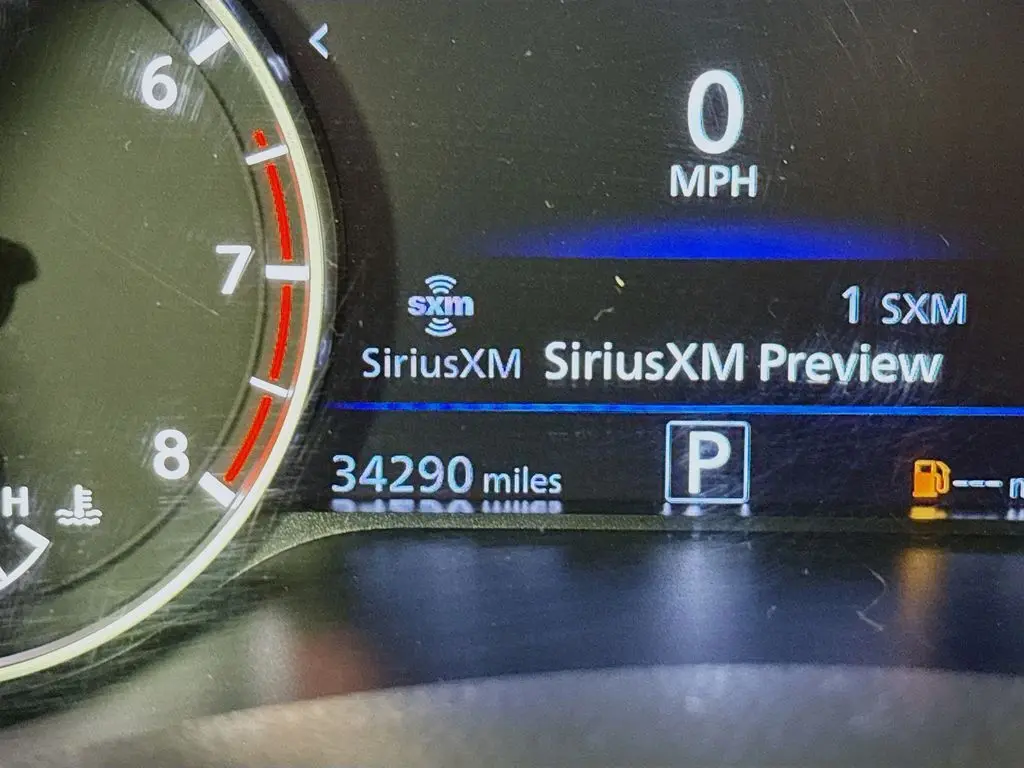 6
7
8
H
<
0
MPH
sxm
1 SXM
SiriusXM SiriusXM Preview
34290 miles
P
---